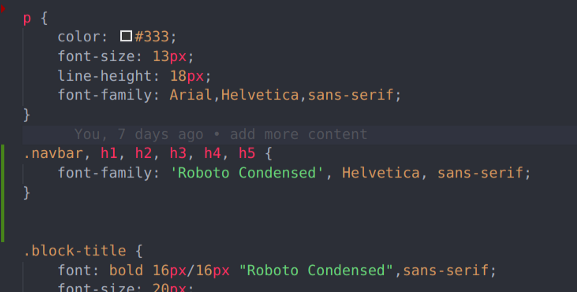 p {
    color: #333;
    font-size: 13px;
    line-height: 18px;
    font-family: Arial,Helvetica,sans-serif;
}
You, 7 days ago • add more content
.navbar, h1, h2, h3, h4, h5 {
    font-family: 'Roboto Condensed', Helvetica, sans-serif;
}
.block-title {
    font: bold 16px/16px "Roboto Condensed",sans-serif;
    font-size: 20px;